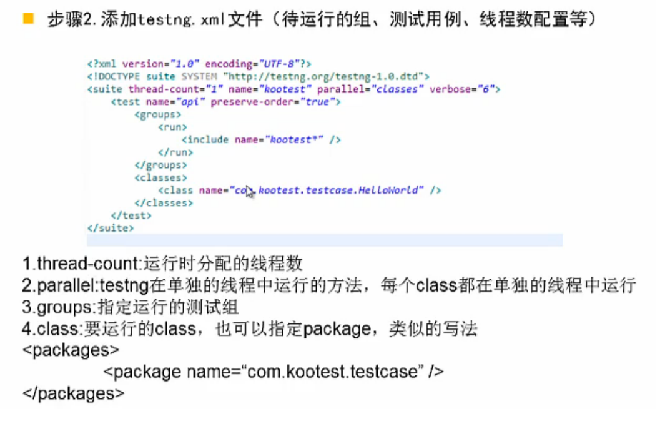 步骤2.添加testng.xml文件（待运行的组、测试用例、线程数配置等）
<?xml version="1.0" encoding="UTF-8"?>
<!DOCTYPE suite SYSTEM "http://testng.org/testng-1.0.dtd">
<suite thread-count="1" name="kootest" parallel="classes" verbose="6">
<test name="api" preserve-order="true">
<groups>
<run>
<include name="kootest*" />
</run>
</groups>
<classes>
<class name="com.kootest.testcase.HelloWorld" />
</classes>
</test>
</suite>
1.thread-count:运行时分配的线程数
2.parallel:testng在单独的线程中运行的方法，每个class都在单独的线程中运行
3.groups:指定运行的测试组
4.class:要运行的class，也可以指定package，类似的写法
<packages>
<package name=“com.kootest.testcase” />
</packages>